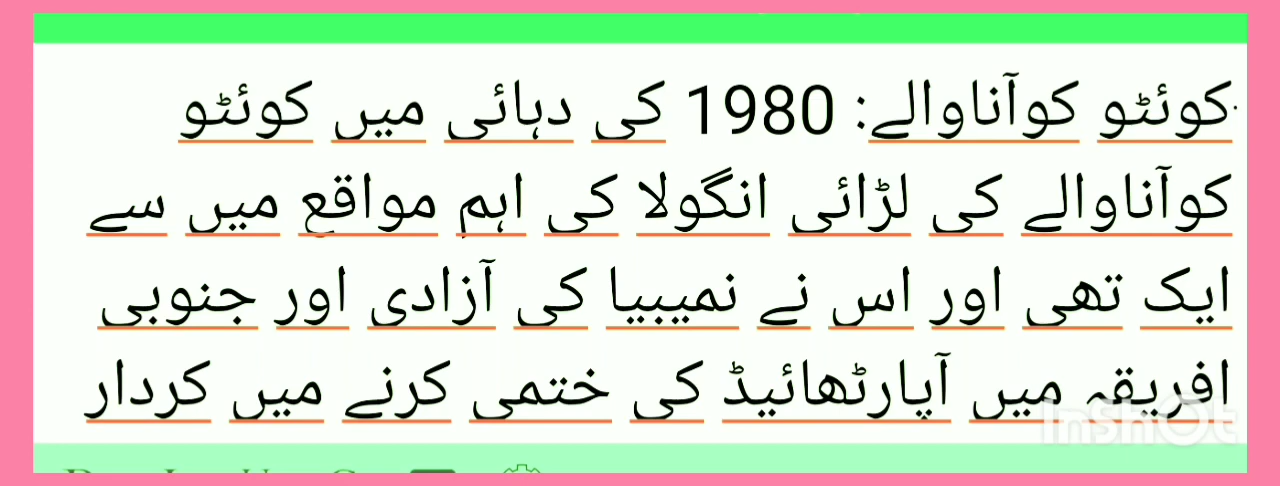 کوئٹو کوآناوالے: 1980 کی دہائی میں کوئٹو
کوآناوالے کی لڑائی انگولا کی اہم مواقع میں سے
ایک تھی اور اس نے نمیبیا کی آزادی اور جنوبی
افریقہ میں آپارٹھائیڈ کی ختمی کرنے میں کردار
InShOt